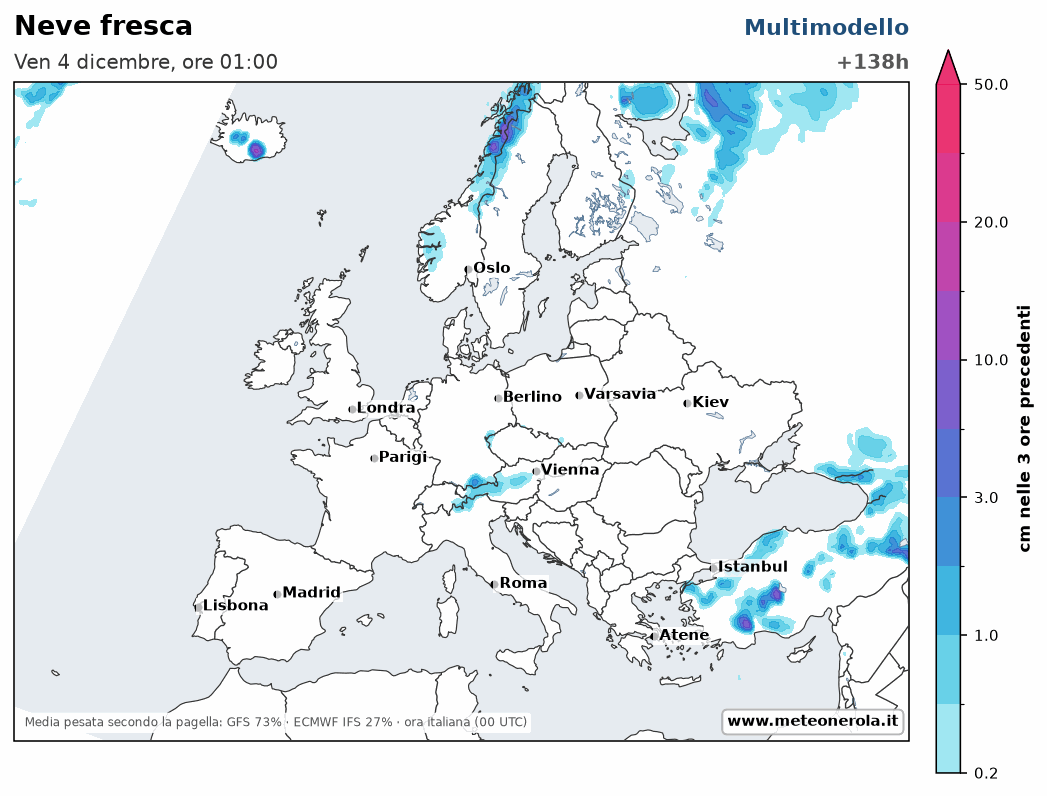 Neve fresca
Multimodello
Ven 4 dicembre, ore 01:00
+138h
50.0
20.0
10.0
3.0
1.0
0.2
cm nelle 3 ore precedenti
Oslo
Berlino
Varsavia
Kiev
Londra
Parigi
Vienna
Istanbul
Roma
Madrid
Lisbona
Atene
Media pesata secondo la pagella: GFS 73% · ECMWF IFS 27% · ora italiana (00 UTC)
www.meteonerola.it